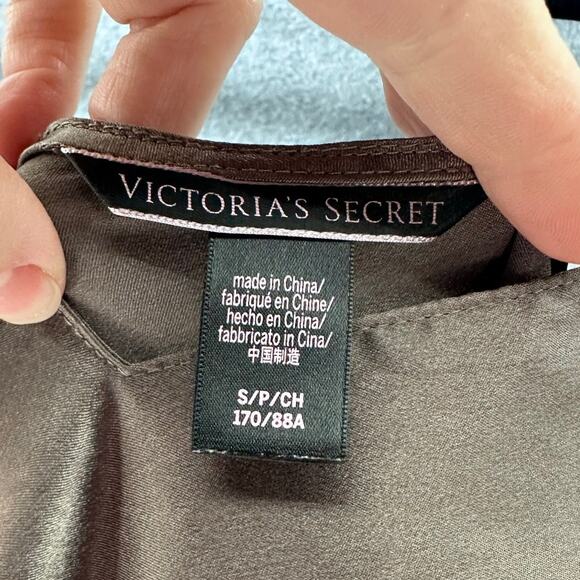 VICTORIA'S SECRET
made in China/
fabriqué en Chine/
hecho en China/
fabbricato in Cina/
中国制造
S/P/CH
170/88A